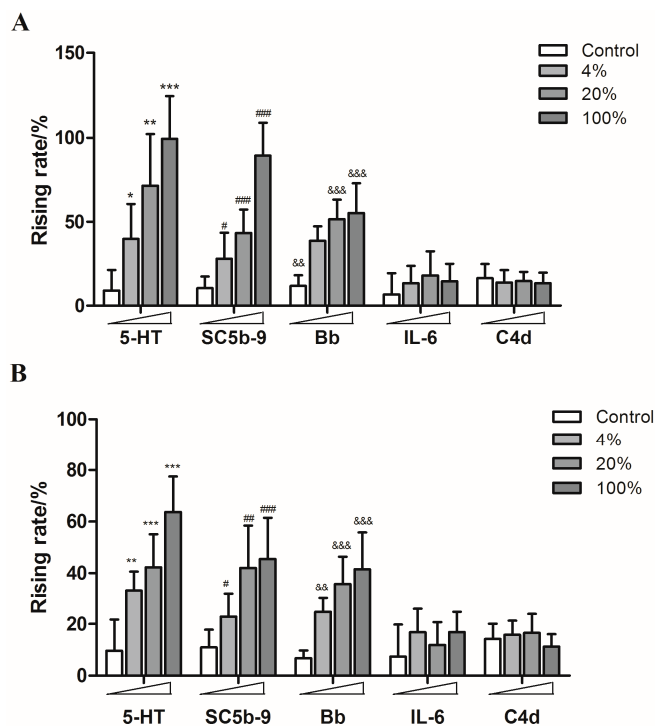 A
Rising rate/%
150
100
50
0
Control
4%
20%
100%
* ** ***
# ### ###
&& &&& &&&
5-HT SC5b-9 Bb IL-6 C4d
B
Rising rate/%
100
80
60
40
20
0
Control
4%
20%
100%
** *** ***
# ## ###
&& &&& &&&
5-HT SC5b-9 Bb IL-6 C4d